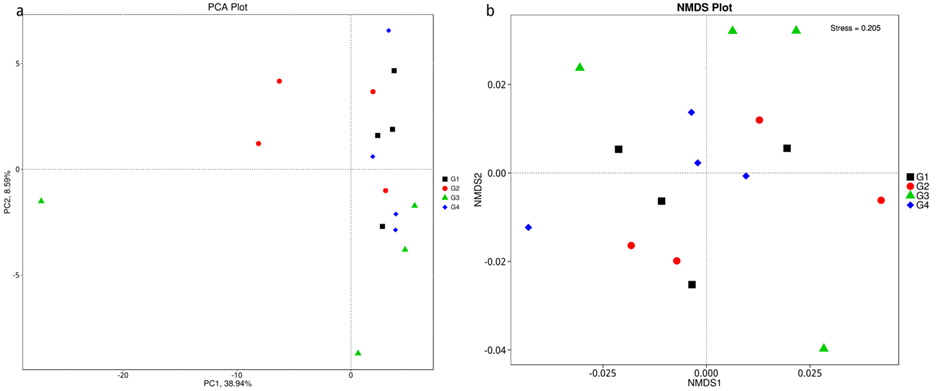 a
PCA Plot
5
0
-5
PC2, 8.59%
-20
-10
0
PC1, 38.94%
G1
G2
G3
G4
b
NMDS Plot
Stress = 0.205
0.02
0.00
-0.02
-0.04
NMDS2
-0.025
0.000
0.025
NMDS1
G1
G2
G3
G4